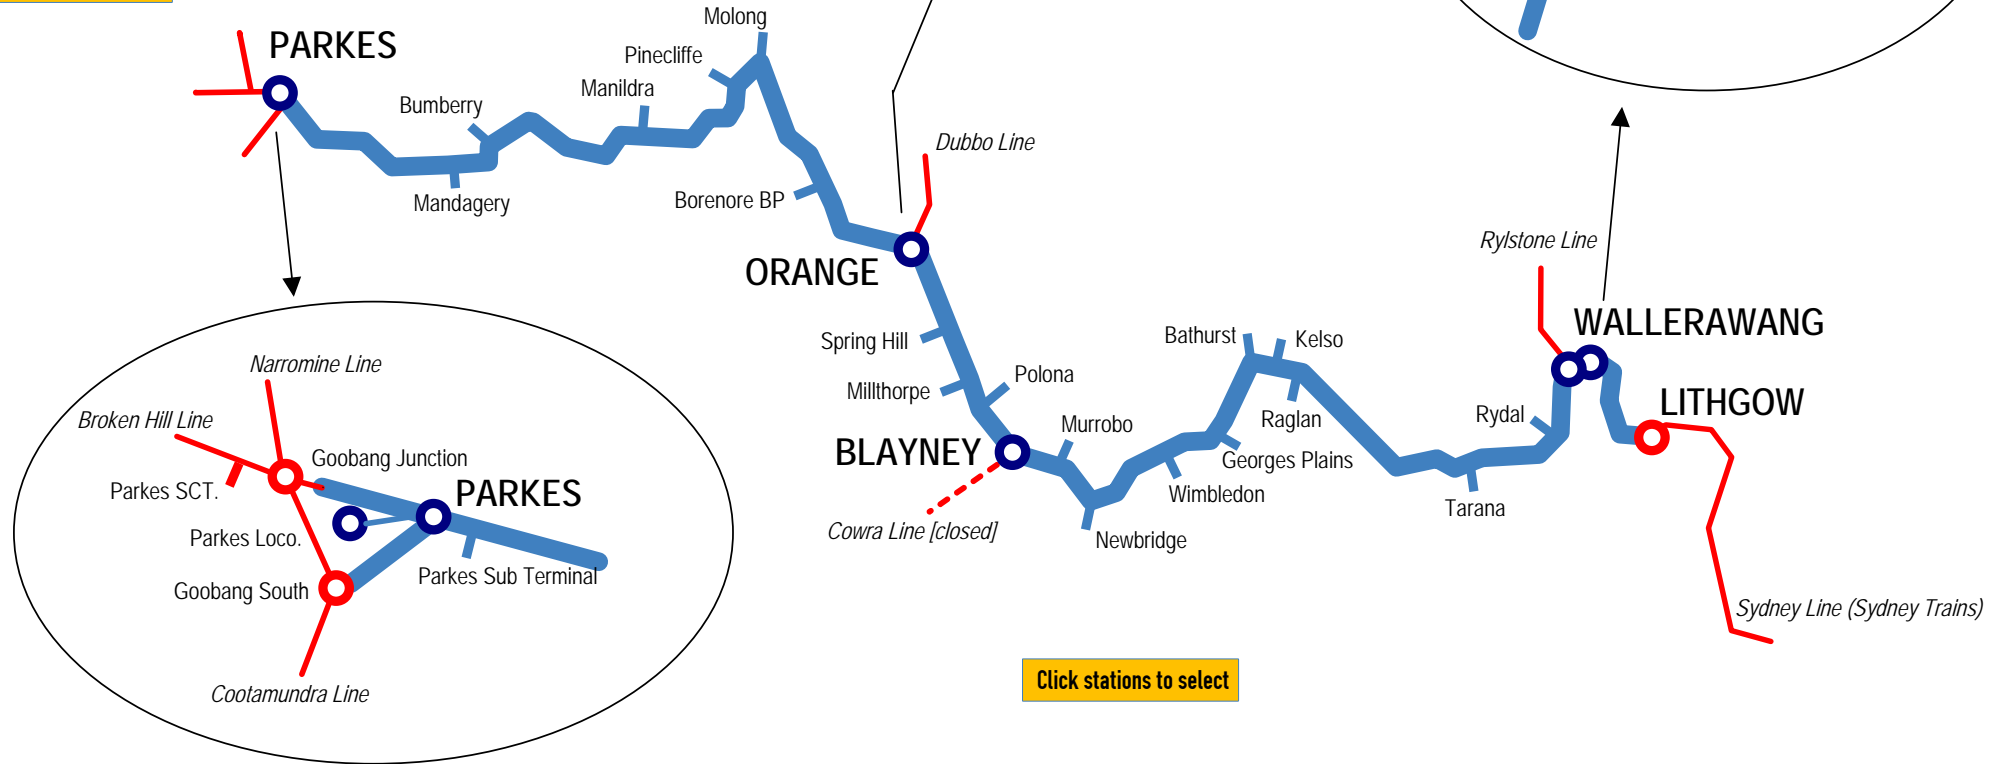 Molong
PARKES
Pinecliffe
Manildra
Bumberry
Dubbo Line
Borenore BP
Mandagery
Rylstone Line
ORANGE
WALLERAWANG
Spring Hill
Bathurst
Kelso
Narromine Line
Polona
Millthorpe
LITHGOW
Rydal
Broken Hill Line
Raglan
Murrobo
BLAYNEY
Goobang Junction
Georges Plains
Parkes SCT.
PARKES
Wimbledon
Tarana
Cowra Line [closed]
Parkes Loco.
Newbridge
Parkes Sub Terminal
Goobang South
Sydney Line (Sydney Trains)
Click stations to select
Cootamundra Line